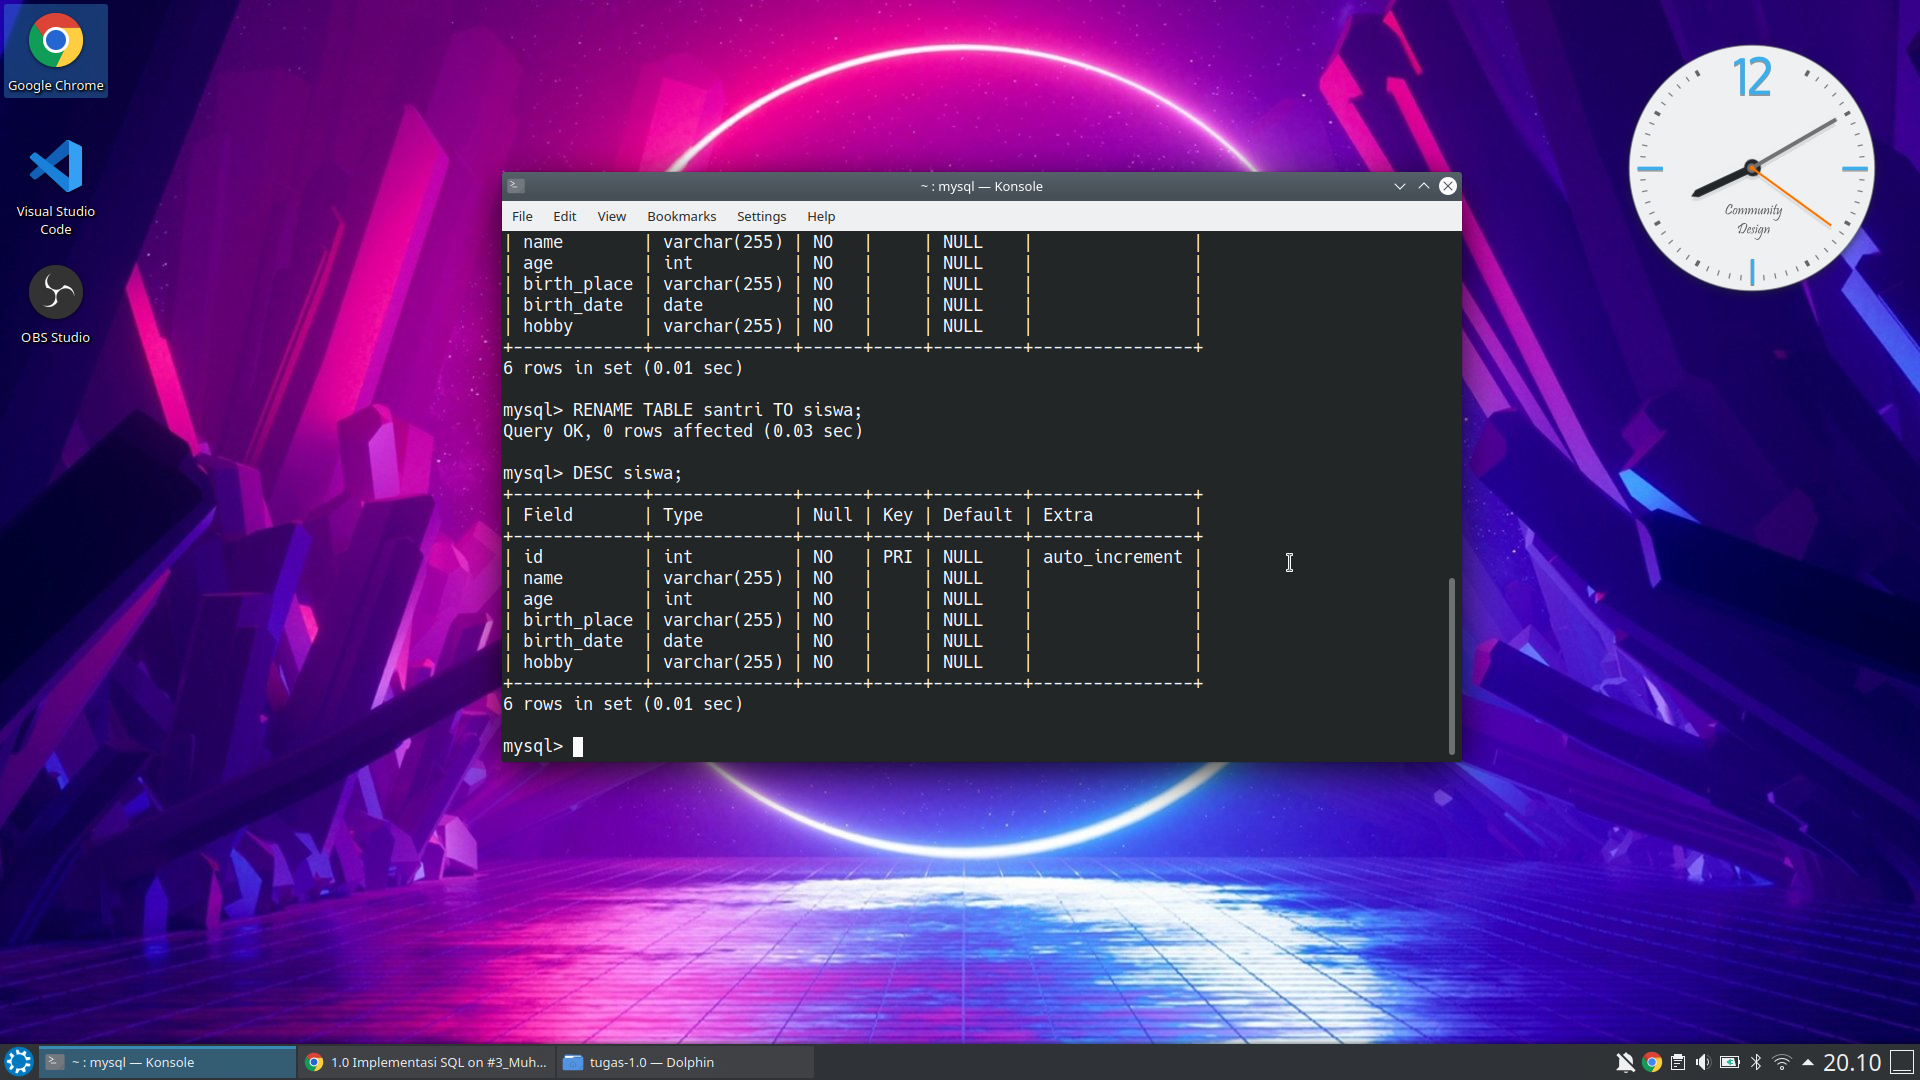 Google Chrome
Visual Studio
Code
OBS Studio
12
Community
Design
~ : mysql — Konsole
File Edit View Bookmarks Settings Help
| name        | varchar(255) | NO   |     | NULL    |                |
| age         | int          | NO   |     | NULL    |                |
| birth_place | varchar(255) | NO   |     | NULL    |                |
| birth_date  | date         | NO   |     | NULL    |                |
| hobby       | varchar(255) | NO   |     | NULL    |                |
+-------------+--------------+------+-----+---------+----------------+
6 rows in set (0.01 sec)
mysql> RENAME TABLE santri TO siswa;
Query OK, 0 rows affected (0.03 sec)
mysql> DESC siswa;
+-------------+--------------+------+-----+---------+----------------+
| Field       | Type         | Null | Key | Default | Extra          |
+-------------+--------------+------+-----+---------+----------------+
| id          | int          | NO   | PRI | NULL    | auto_increment |
| name        | varchar(255) | NO   |     | NULL    |                |
| age         | int          | NO   |     | NULL    |                |
| birth_place | varchar(255) | NO   |     | NULL    |                |
| birth_date  | date         | NO   |     | NULL    |                |
| hobby       | varchar(255) | NO   |     | NULL    |                |
+-------------+--------------+------+-----+---------+----------------+
6 rows in set (0.01 sec)
mysql>
~ : mysql — Konsole
1.0 Implementasi SQL on #3_Muh...
tugas-1.0 — Dolphin
20.10